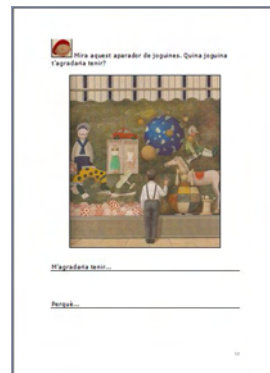 Mira aquest aparador de joguines. Quina joguina
t'agradaria tenir?
M'agradaria tenir...
Perquè...